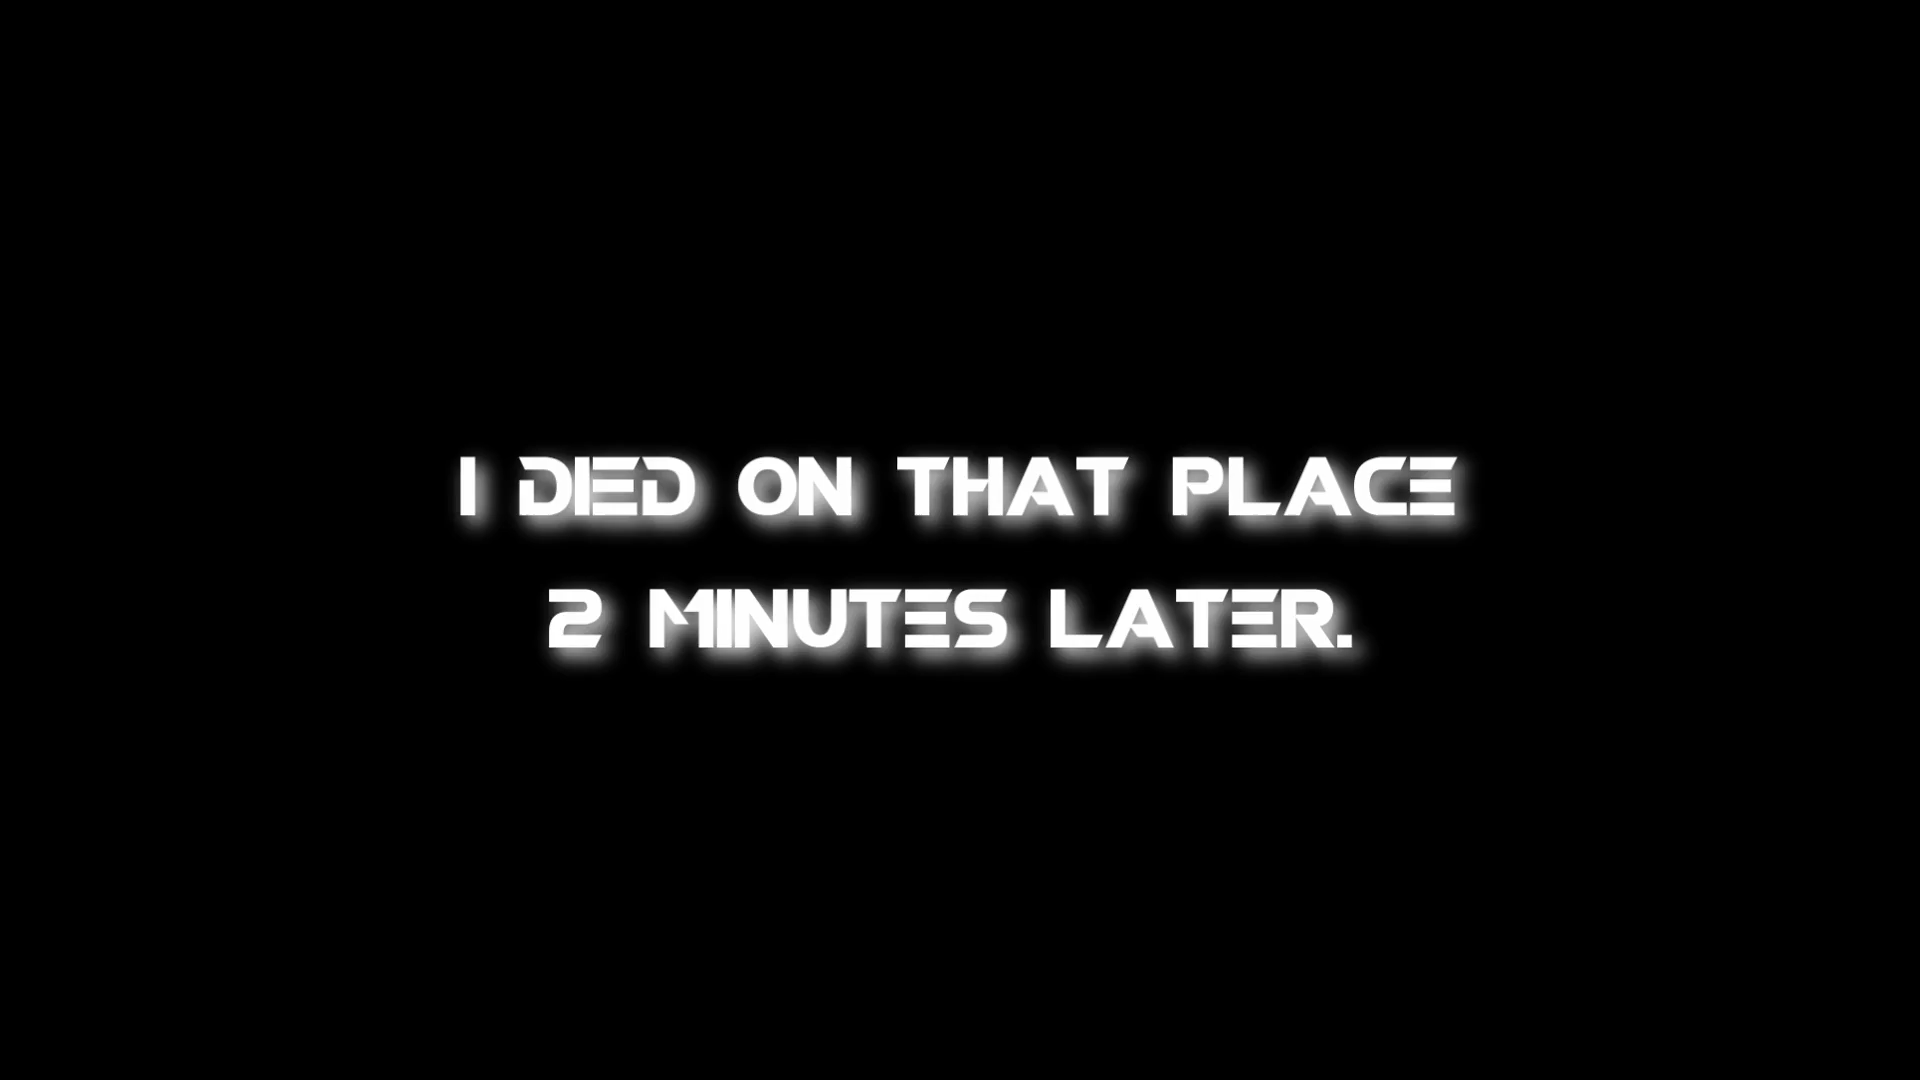 I DIED ON THAT PLACE
2 MINUTES LATER.